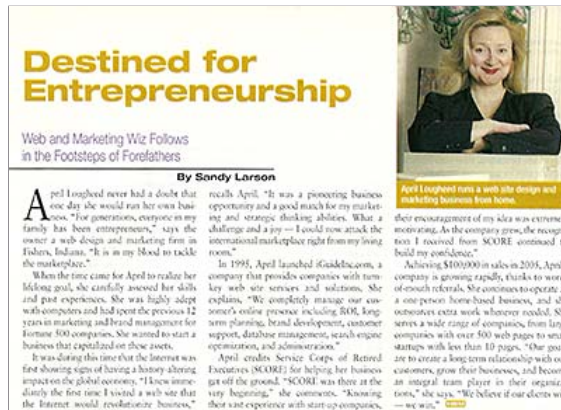 Destined for
Entrepreneurship
Web and Marketing Wiz Follows
in the Footsteps of Forefathers
By Sandy Larson
April Lougheed never had a doubt that
one day she would run her own busi-
ness. "For generations, everyone in my
family has been entrepreneurs," says the
owner a web design and marketing firm in
Fishers, Indiana. "It is in my blood to tackle
the marketplace."
When the time came for April to realize her
lifelong goal, she carefully assessed her skills
and past experiences. She was highly adept
with computers and had spent the previous 12
years in marketing and brand management for
Fortune 500 companies. She wanted to start a
business that capitalized on these assets.
It was during this time that the Internet was
first showing signs of having a history-altering
impact on the global economy. "I knew imme-
diately the first time I visited a web site that
the Internet would revolutionize business,"
recalls April. "It was a pioneering business
opportunity and a good match for my market-
ing and strategic thinking abilities. What a
challenge and a joy — I could now attack the
international marketplace right from my living
room."
In 1995, April launched iGuideInc.com, a
company that provides companies with turn-
key web site services and solutions. She
explains, "We completely manage our cus-
tomer's online presence including ROI, long-
term planning, brand development, customer
support, database management, search engine
optimization, and administration."
April credits Service Corps of Retired
Executives (SCORE) for helping her business
get off the ground. "SCORE was there at the
very beginning," she comments. "Knowing
their vast experience with start-up companies,
April Lougheed runs a web site design and
marketing business from home.
their encouragement of my idea was extreme
motivating. As the company grew, the recogn
tion I received from SCORE continued t
build my confidence."
Achieving $100,000 in sales in 2005, April
company is growing rapidly, thanks to wor
of-mouth referrals. She continues to operate
a one-person home-based business, and sh
outsources extra work whenever needed. Sh
serves a wide range of companies, from larg
companies with over 500 web pages to sma
startups with less than 10 pages. "Our goa
are to create a long-term relationship with ou
customers, grow their businesses, and becom
an integral team player in their organiza
tions," she says. "We believe if our clients wi
— we win."